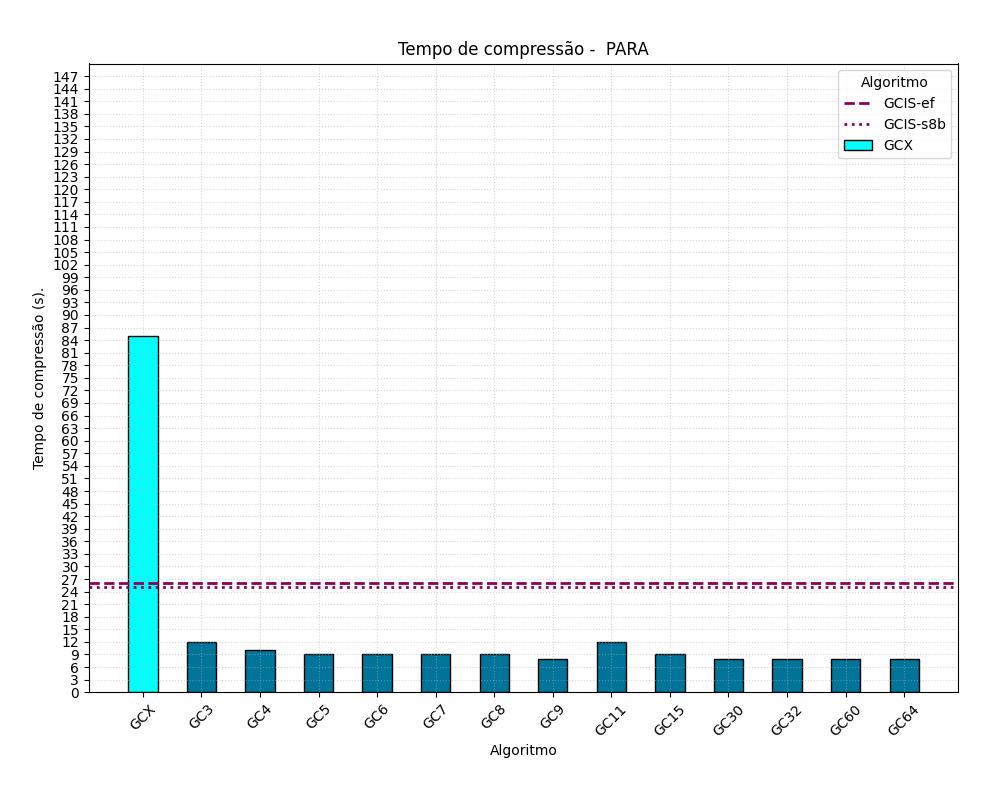 Tempo de compressão -  PARA
Algoritmo
GCIS-ef
GCIS-s8b
GCX
Tempo de compressão (s).
147
144
141
138
135
132
129
126
123
120
117
114
111
108
105
102
99
96
93
90
87
84
81
78
75
72
69
66
63
60
57
54
51
48
45
42
39
36
33
30
27
24
21
18
15
12
9
6
3
0
GCX
GC3
GC4
GC5
GC6
GC7
GC8
GC9
GC11
GC15
GC30
GC32
GC60
GC64
Algoritmo